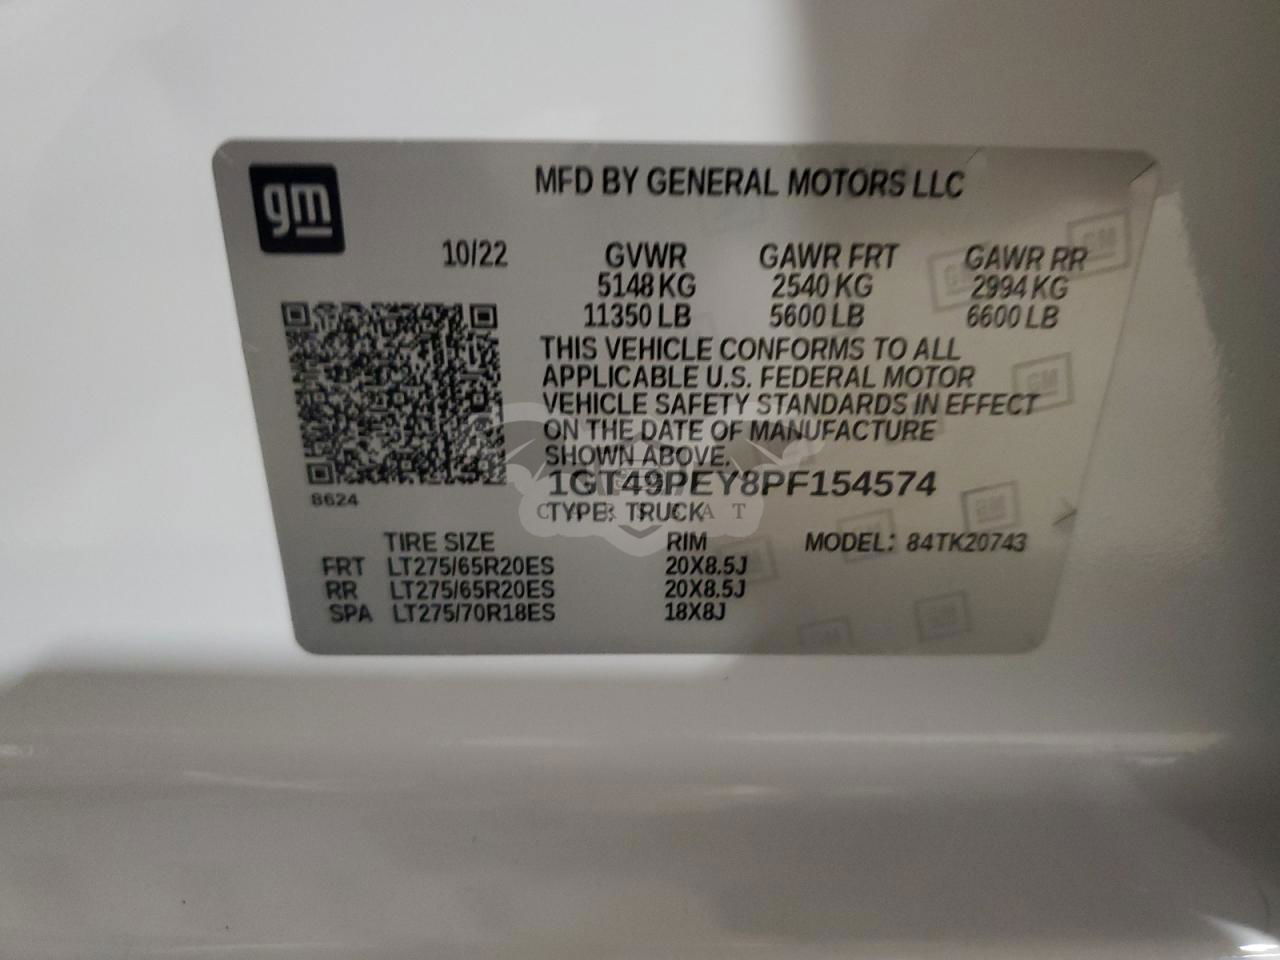 gm
MFD BY GENERAL MOTORS LLC
10/22 GVWR GAWR FRT GAWR RR
5148 KG 2540 KG 2994 KG
11350 LB 5600 LB 6600 LB
THIS VEHICLE CONFORMS TO ALL
APPLICABLE U.S. FEDERAL MOTOR
VEHICLE SAFETY STANDARDS IN EFFECT
ON THE DATE OF MANUFACTURE
SHOWN ABOVE.
1GT49PEY8PF154574
8624
TYPE: TRUCK
TIRE SIZE RIM MODEL: 84TK20743
FRT LT275/65R20ES 20X8.5J
RR LT275/65R20ES 20X8.5J
SPA LT275/70R18ES 18X8J